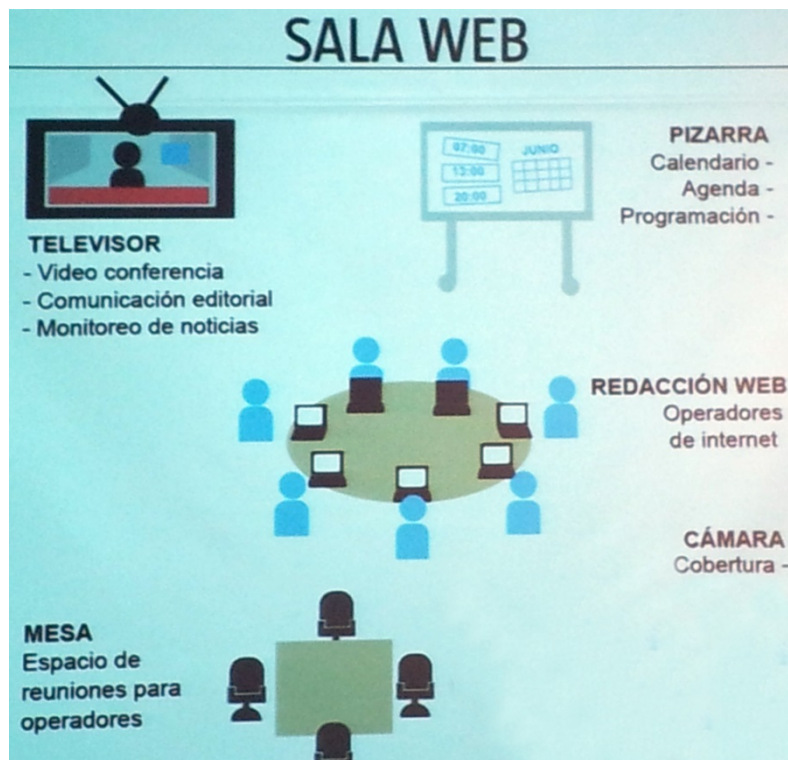 SALA WEB
07:00
13:00
20:00
JUNIO
PIZARRA
Calendario -
Agenda -
Programación -
TELEVISOR
- Video conferencia
- Comunicación editorial
- Monitoreo de noticias
REDACCIÓN WEB
Operadores
de internet
CÁMARA
Cobertura -
MESA
Espacio de
reuniones para
operadores